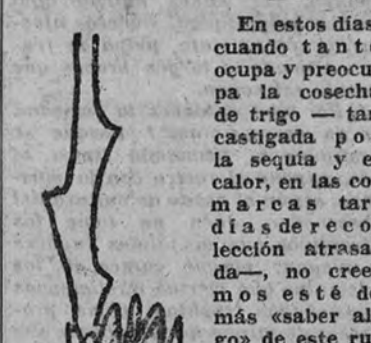 En estos días
cuando tant
ocupa y preocu
pa la cosech
de trigo — tan
castigada po
la sequía y e
calor, en las co
marcas tar
días de reco
lección atrasa
da—, no cree
mos esté d
más «saber al
go» de este ru